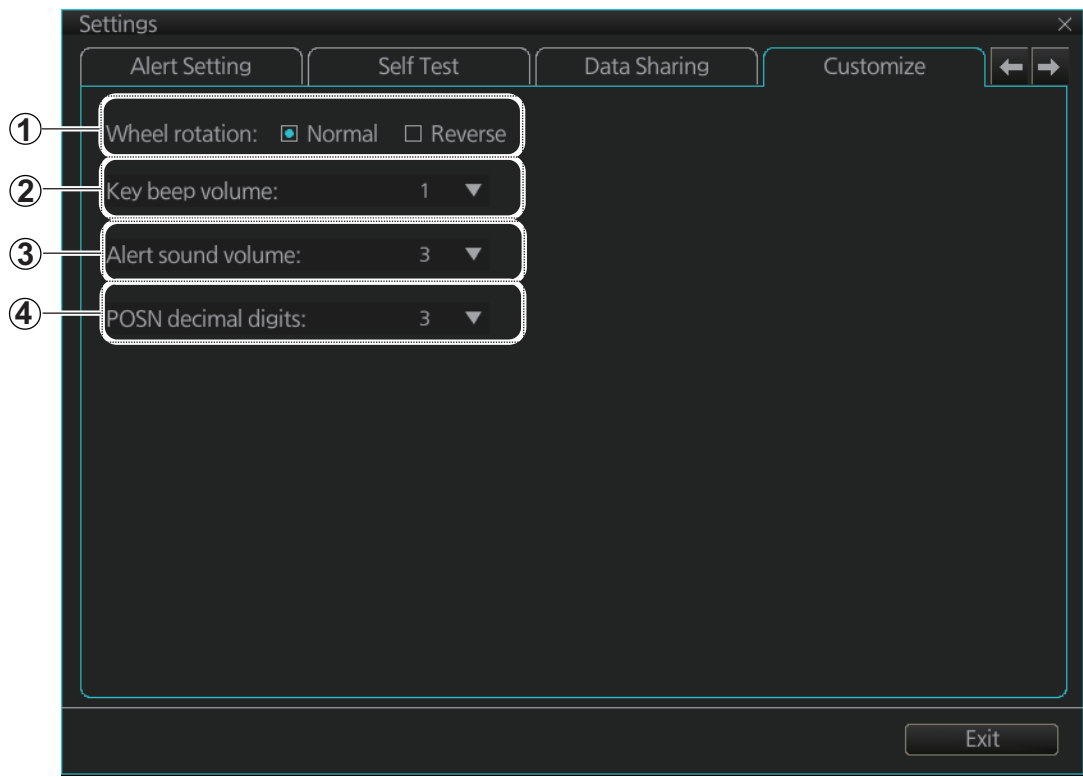 Settings
Alert Setting Self Test Data Sharing Customize
1 Wheel rotation: Normal Reverse
2 Key beep volume: 1
3 Alert sound volume: 3
4 POSN decimal digits: 3
Exit